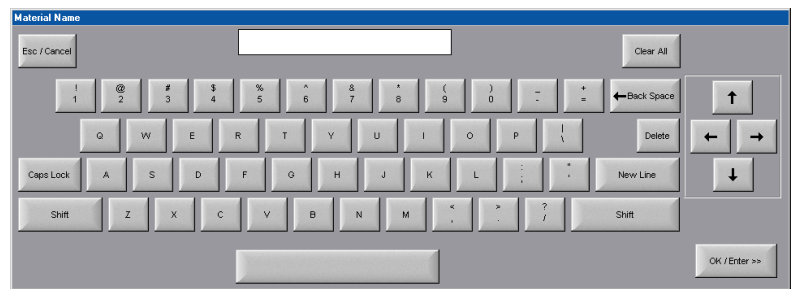 Material Name
Esc / Cancel Clear All
! @ # $ % ^ & * ( ) _ +
1 2 3 4 5 6 7 8 9 0 - = ←Back Space ↑
Q W E R T Y U I O P | \ Delete ← →
Caps Lock A S D F G H J K L : ; " ' New Line ↓
Shift Z X C V B N M < , > . ? / Shift
OK / Enter >>